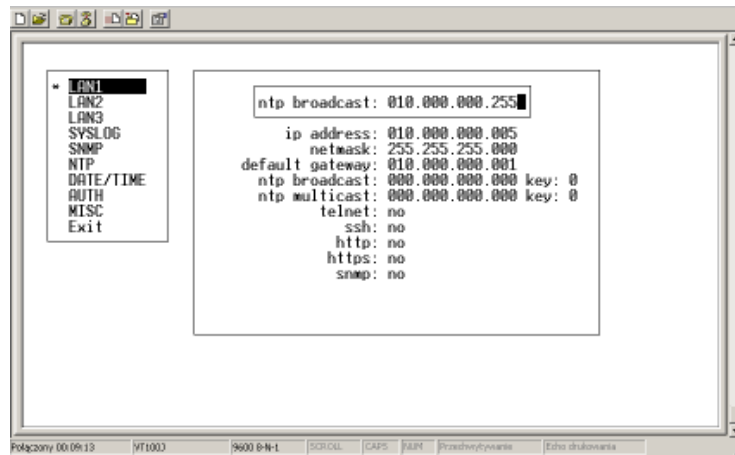 * LAN1
LAN2
LAN3
SYSLOG
SNMP
NTP
DATE/TIME
AUTH
MISC
Exit
ntp broadcast: 010.000.000.255
ip address: 010.000.000.005
netmask: 255.255.255.000
default gateway: 010.000.000.001
ntp broadcast: 000.000.000.000 key: 0
ntp multicast: 000.000.000.000 key: 0
telnet: no
ssh: no
http: no
https: no
snmp: no
Połączony 00:09:13 VT100J 9600 8-N-1 SCROLL CAPS NUM Przechwytywanie Echo drukowania